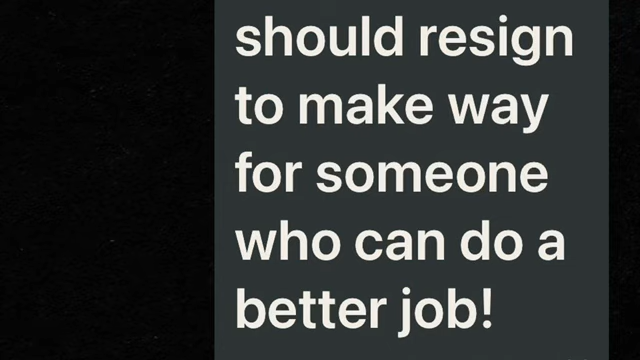 should resign
to make way
for someone
who can do a
better job!